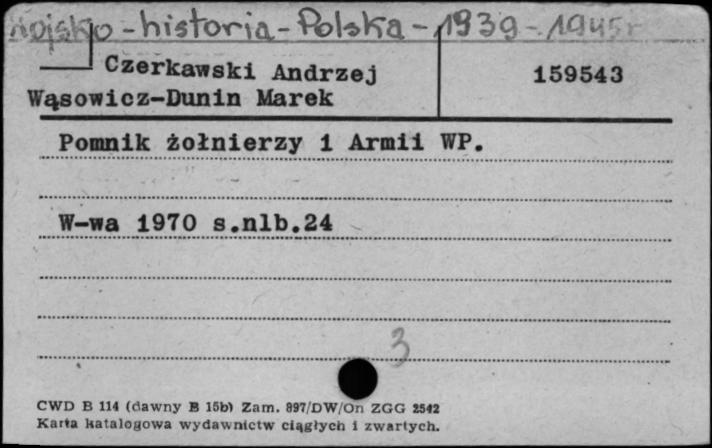 Wojsko - historia - Polska - 1939 - 1945 r
Czerkawski Andrzej 159543
Wąsowicz-Dunin Marek
Pomnik żołnierzy 1 Armii WP.
W-wa 1970 s.nlb.24
3
CWD B 114 (dawny B 15b) Zam. 897/DW/On ZGG 2542
Karta katalogowa wydawnictw ciągłych i zwartych.